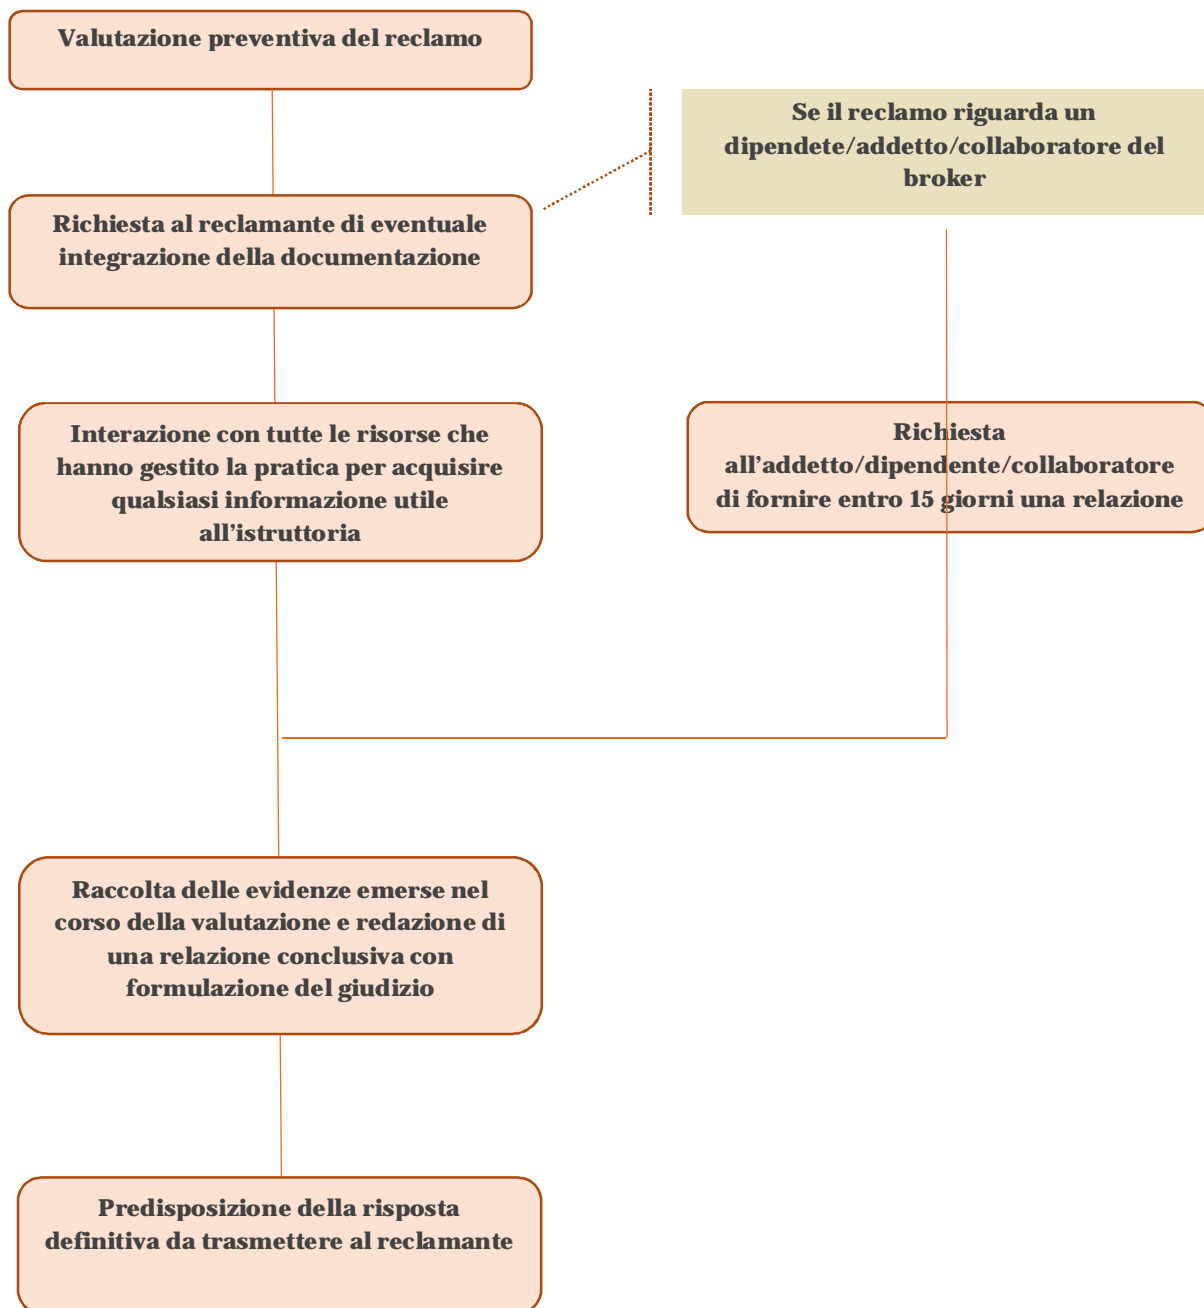 Valutazione preventiva del reclamo
Se il reclamo riguarda un
dipendete/addetto/collaboratore del
broker
Richiesta al reclamante di eventuale
integrazione della documentazione
Interazione con tutte le risorse che
hanno gestito la pratica per acquisire
qualsiasi informazione utile
all'istruttoria
Richiesta
all'addetto/dipendente/collaboratore
di fornire entro 15 giorni una relazione
Raccolta delle evidenze emerse nel
corso della valutazione e redazione di
una relazione conclusiva con
formulazione del giudizio
Predisposizione della risposta
definitiva da trasmettere al reclamante